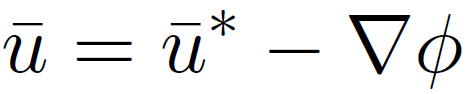 ū = ū* − ∇ϕ